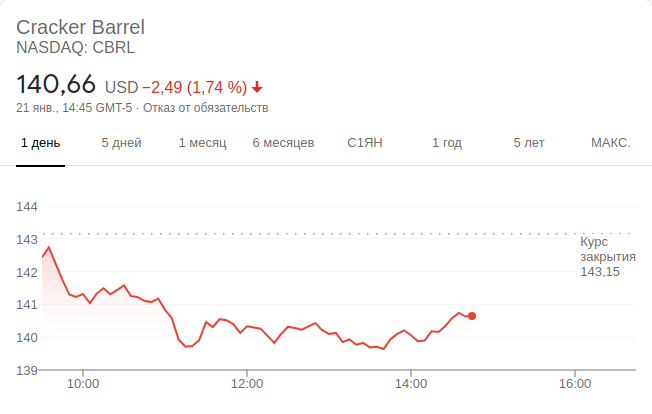 Cracker Barrel
NASDAQ: CBRL
140,66 USD −2,49 (1,74 %)
21 янв., 14:45 GMT-5 · Отказ от обязательств
1 день 5 дней 1 месяц 6 месяцев С1ЯН 1 год 5 лет МАКС.
144
143
Курс
закрытия
143,15
142
141
140
139
10:00 12:00 14:00 16:00